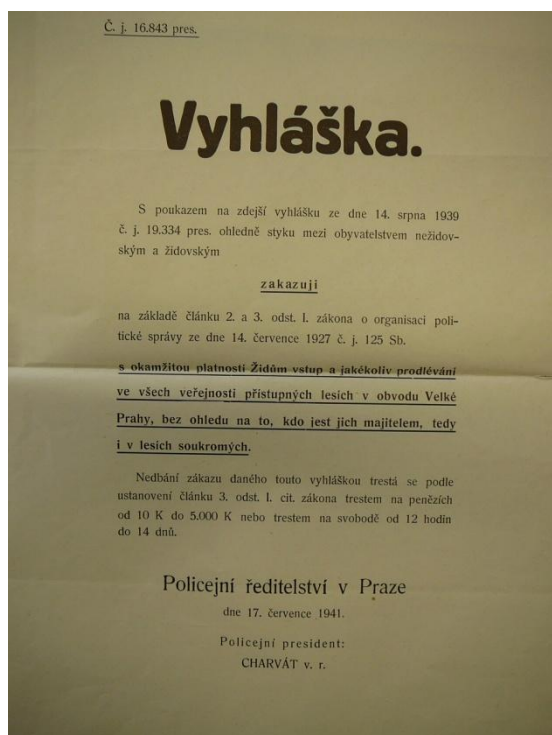 Č. j. 16.843 pres.
Vyhláška.
S poukazem na zdejší vyhlášku ze dne 14. srpna 1939
č. j. 19.334 pres. ohledně styku mezi obyvatelstvem nežidov-
ským a židovským
zakazuji
na základě článku 2. a 3. odst. l. zákona o organisaci poli-
tické správy ze dne 14. července 1927 č. j. 125 Sb.
s okamžitou platností Židům vstup a jakékoliv prodlévání
ve všech veřejnosti přístupných lesích v obvodu Velké
Prahy, bez ohledu na to, kdo jest jich majitelem, tedy
i v lesích soukromých.
Nedbání zákazu daného touto vyhláškou trestá se podle
ustanovení článku 3. odst. l. cit. zákona trestem na penězích
od 10 K do 5.000 K nebo trestem na svobodě od 12 hodin
do 14 dnů.
Policejní ředitelství v Praze
dne 17. července 1941.
Policejní president:
CHARVÁT v. r.